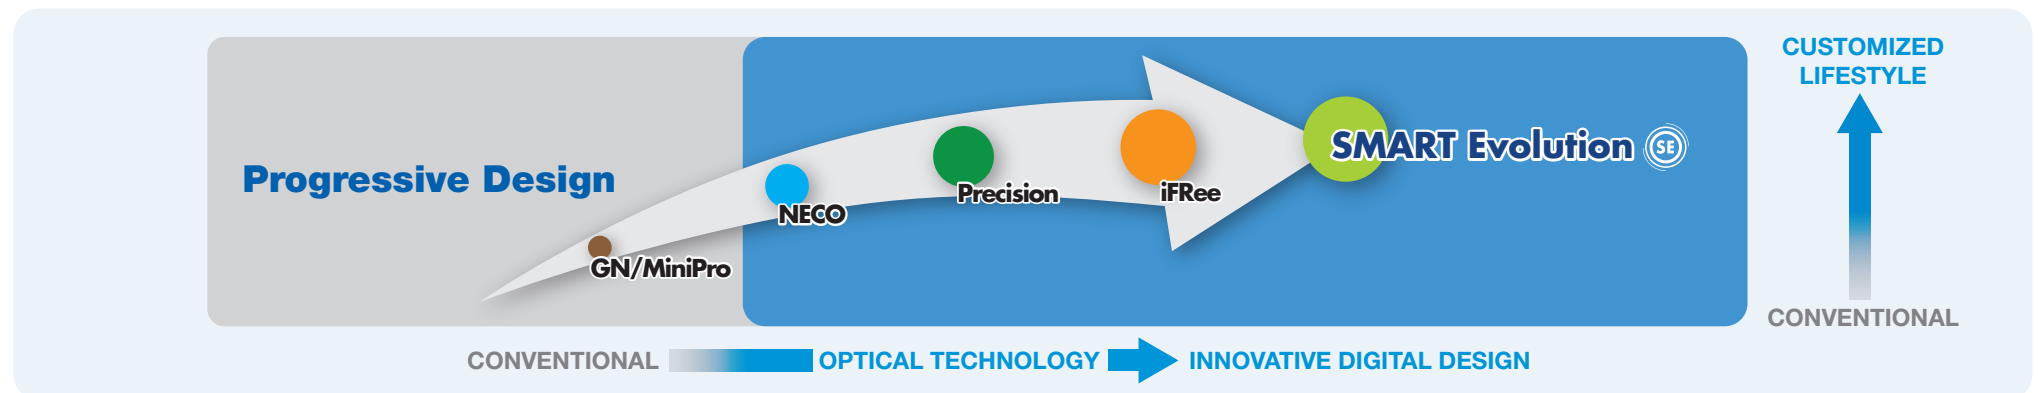 CUSTOMIZED
LIFESTYLE
Progressive Design
GN/MiniPro
NECO
Precision
iFRee
SMART Evolution SE
CONVENTIONAL
CONVENTIONAL OPTICAL TECHNOLOGY INNOVATIVE DIGITAL DESIGN